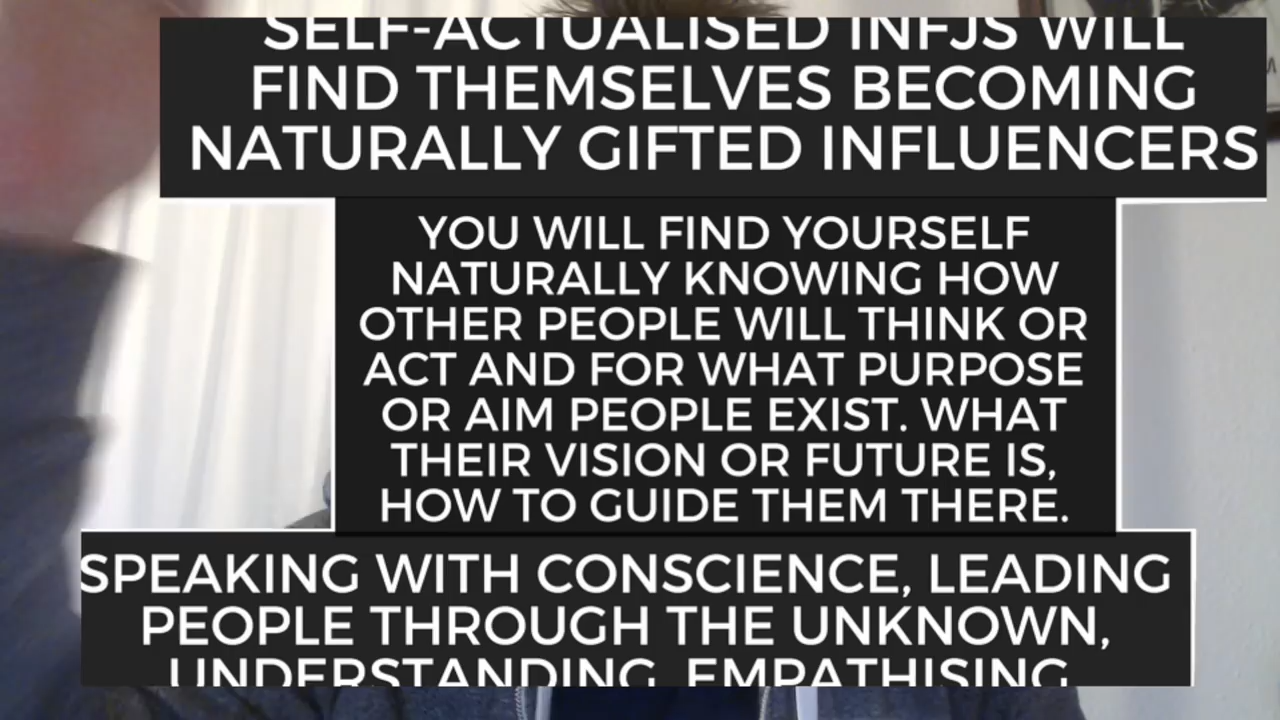 SELF-ACTUALISED INFJS WILL
FIND THEMSELVES BECOMING
NATURALLY GIFTED INFLUENCERS
YOU WILL FIND YOURSELF
NATURALLY KNOWING HOW
OTHER PEOPLE WILL THINK OR
ACT AND FOR WHAT PURPOSE
OR AIM PEOPLE EXIST. WHAT
THEIR VISION OR FUTURE IS,
HOW TO GUIDE THEM THERE.
SPEAKING WITH CONSCIENCE, LEADING
PEOPLE THROUGH THE UNKNOWN,
UNDERSTANDING, EMPATHISING